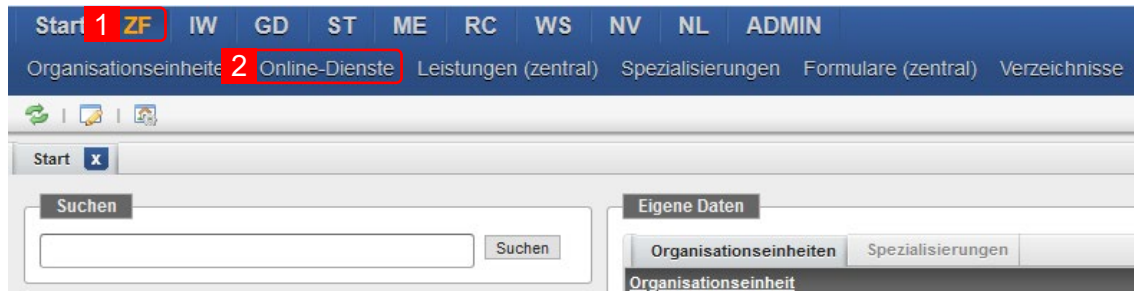 Start 1 ZF IW GD ST ME RC WS NV NL ADMIN
Organisationseinheite 2 Online-Dienste Leistungen (zentral) Spezialisierungen Formulare (zentral) Verzeichnisse
Start x
Suchen
Suchen
Eigene Daten
Organisationseinheiten Spezialisierungen
Organisationseinheit